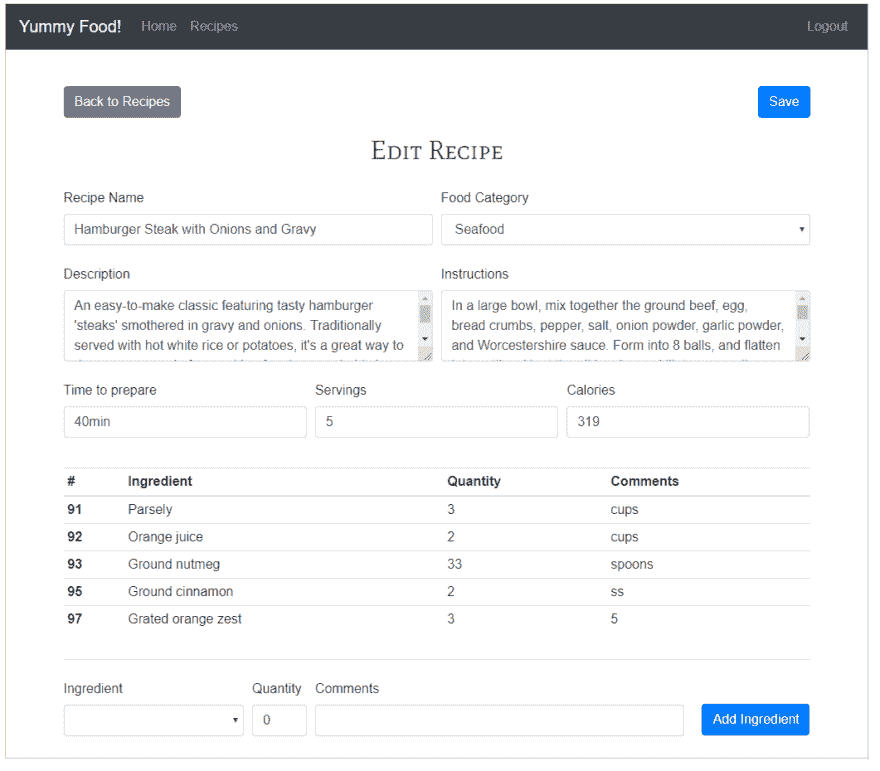 Yummy Food! Home Recipes Logout
Back to Recipes Save
Edit Recipe
Recipe Name Food Category
Hamburger Steak with Onions and Gravy Seafood
Description Instructions
An easy-to-make classic featuring tasty hamburger
'steaks' smothered in gravy and onions. Traditionally
served with hot white rice or potatoes, it's a great way to
In a large bowl, mix together the ground beef, egg,
bread crumbs, pepper, salt, onion powder, garlic powder,
and Worcestershire sauce. Form into 8 balls, and flatten
Time to prepare Servings Calories
40min 5 319
# Ingredient Quantity Comments
91 Parsely 3 cups
92 Orange juice 2 cups
93 Ground nutmeg 33 spoons
95 Ground cinnamon 2 ss
97 Grated orange zest 3 5
Ingredient Quantity Comments
0 Add Ingredient